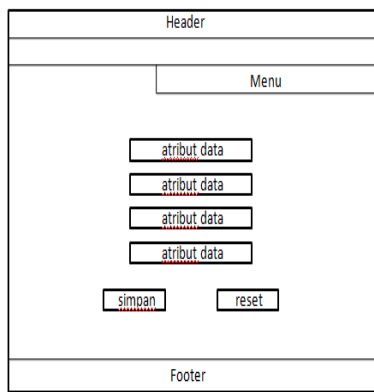 Header
Menu
atribut data
atribut data
atribut data
atribut data
simpan reset
Footer